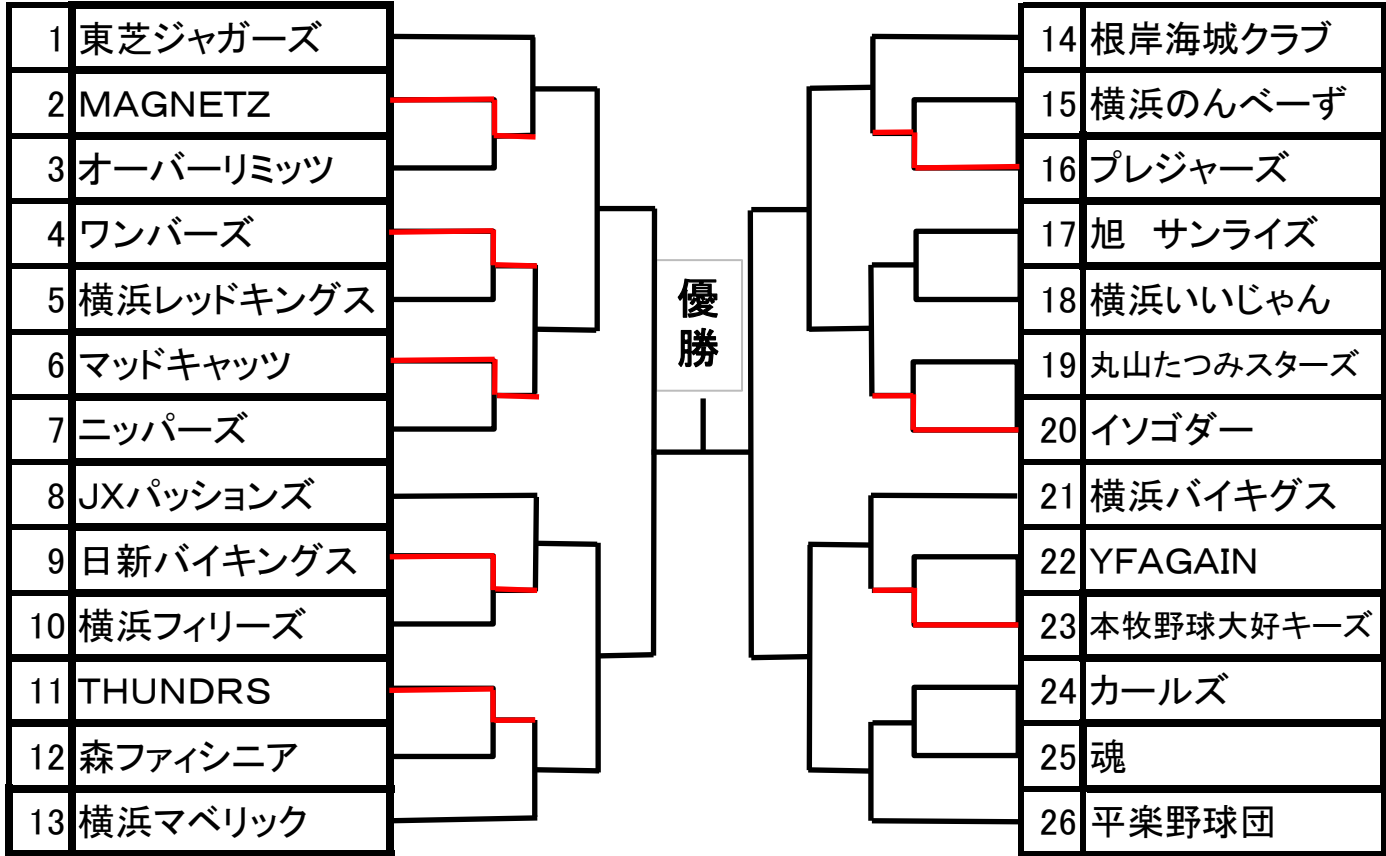 1 東芝ジャガーズ
2 MAGNETZ
3 オーバーリミッツ
4 ワンバーズ
5 横浜レッドキングス
6 マッドキャッツ
7 ニッパーズ
8 JXパッションズ
9 日新バイキングス
10 横浜フィリーズ
11 THUNDRS
12 森ファィシニア
13 横浜マベリック
優勝
14 根岸海城クラブ
15 横浜のんべーず
16 プレジャーズ
17 旭　サンライズ
18 横浜いいじゃん
19 丸山たつみスターズ
20 イソゴダー
21 横浜バイキグス
22 YFAGAIN
23 本牧野球大好キーズ
24 カールズ
25 魂
26 平楽野球団